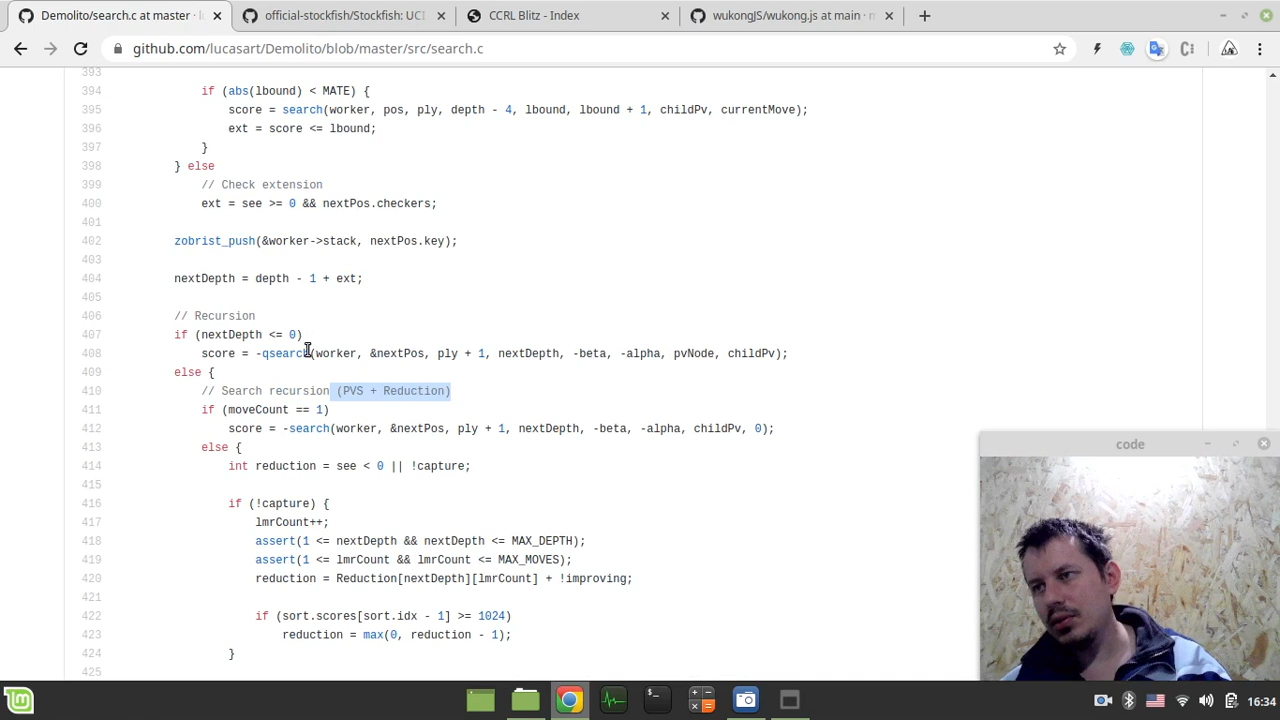 Demolito/search.c at master · l
official-stockfish/Stockfish: UCI
CCRL Blitz - Index
wukongJS/wukong.js at main · m
github.com/lucasart/Demolito/blob/master/src/search.c
393
394 if (abs(lbound) < MATE) {
395 score = search(worker, pos, ply, depth - 4, lbound, lbound + 1, childPv, currentMove);
396 ext = score <= lbound;
397 }
398 } else
399 // Check extension
400 ext = see >= 0 && nextPos.checkers;
401
402 zobrist_push(&worker->stack, nextPos.key);
403
404 nextDepth = depth - 1 + ext;
405
406 // Recursion
407 if (nextDepth <= 0)
408 score = -qsearch(worker, &nextPos, ply + 1, nextDepth, -beta, -alpha, pvNode, childPv);
409 else {
410 // Search recursion (PVS + Reduction)
411 if (moveCount == 1)
412 score = -search(worker, &nextPos, ply + 1, nextDepth, -beta, -alpha, childPv, 0);
413 else {
414 int reduction = see < 0 || !capture;
415
416 if (!capture) {
417 lmrCount++;
418 assert(1 <= nextDepth && nextDepth <= MAX_DEPTH);
419 assert(1 <= lmrCount && lmrCount <= MAX_MOVES);
420 reduction = Reduction[nextDepth][lmrCount] + !improving;
421
422 if (sort.scores[sort.idx - 1] >= 1024)
423 reduction = max(0, reduction - 1);
424 }
425
code
16:34